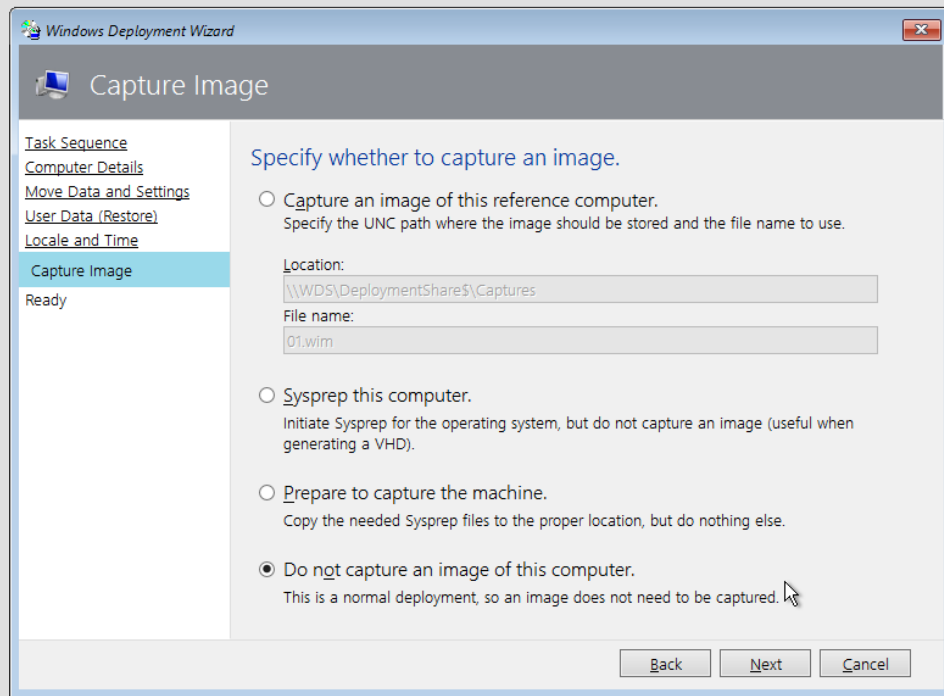 Windows Deployment Wizard
Capture Image
Task Sequence
Computer Details
Move Data and Settings
User Data (Restore)
Locale and Time
Capture Image
Ready
Specify whether to capture an image.
Capture an image of this reference computer.
Specify the UNC path where the image should be stored and the file name to use.
Location:
\\WDS\DeploymentShare$\Captures
File name:
01.wim
Sysprep this computer.
Initiate Sysprep for the operating system, but do not capture an image (useful when
generating a VHD).
Prepare to capture the machine.
Copy the needed Sysprep files to the proper location, but do nothing else.
Do not capture an image of this computer.
This is a normal deployment, so an image does not need to be captured.
Back
Next
Cancel